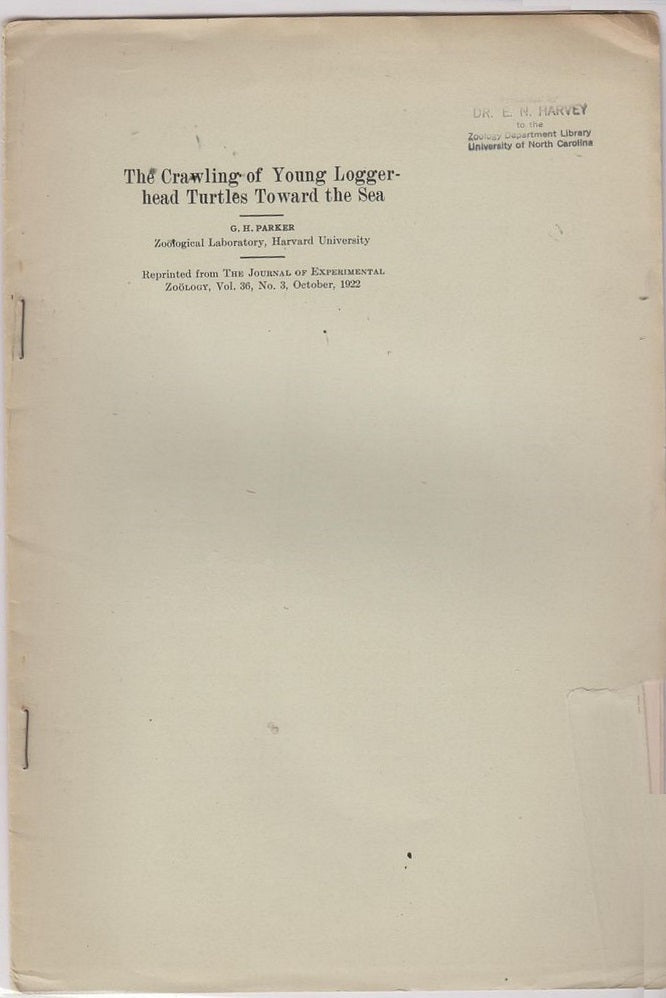 DR. E. N. HARVEY
to the
Zoology Department Library
University of North Carolina
The Crawling of Young Logger-
head Turtles Toward the Sea
G. H. PARKER
Zoölogical Laboratory, Harvard University
Reprinted from THE JOURNAL OF EXPERIMENTAL
ZOÖLOGY, Vol. 36, No. 3, October, 1922